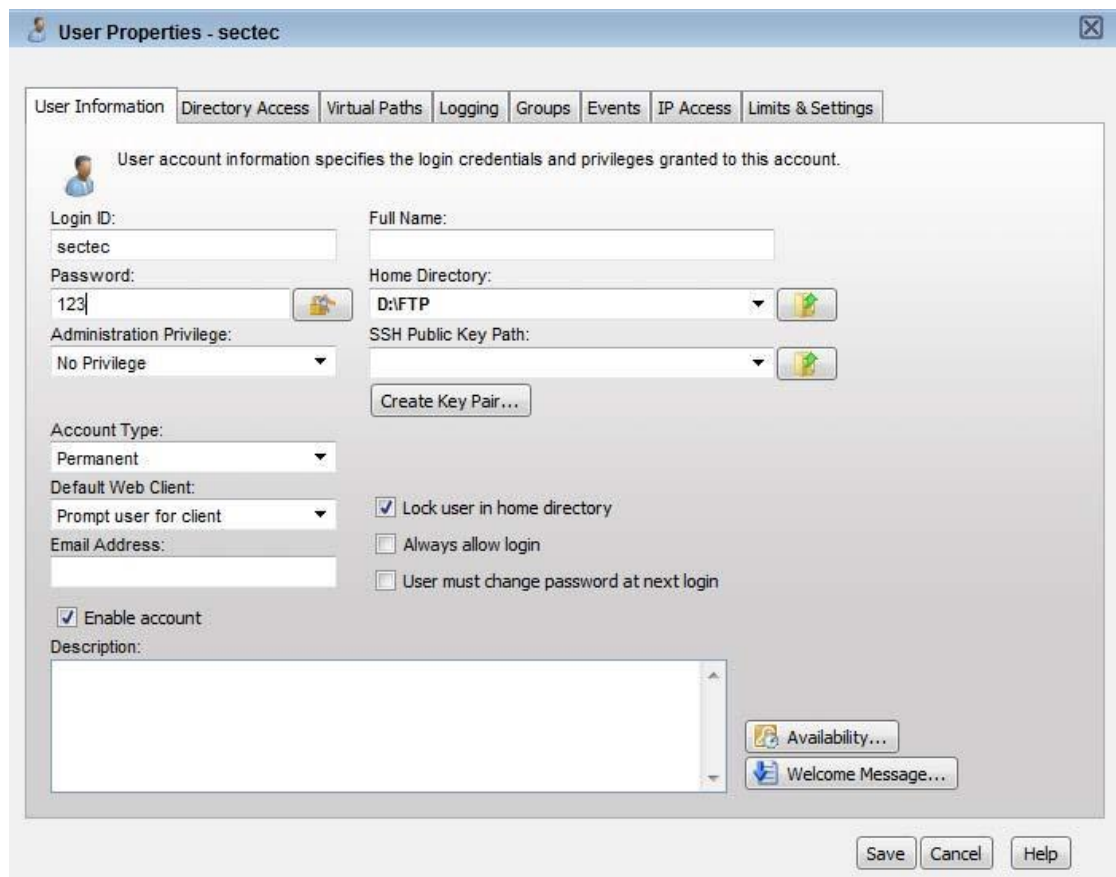 User Properties - sectec
User Information Directory Access Virtual Paths Logging Groups Events IP Access Limits & Settings
User account information specifies the login credentials and privileges granted to this account.
Login ID: Full Name:
sectec
Password: Home Directory:
123 D:\FTP
Administration Privilege: SSH Public Key Path:
No Privilege
Create Key Pair...
Account Type:
Permanent
Default Web Client:
Prompt user for client Lock user in home directory
Email Address: Always allow login
User must change password at next login
Enable account
Description:
Availability...
Welcome Message...
Save Cancel Help